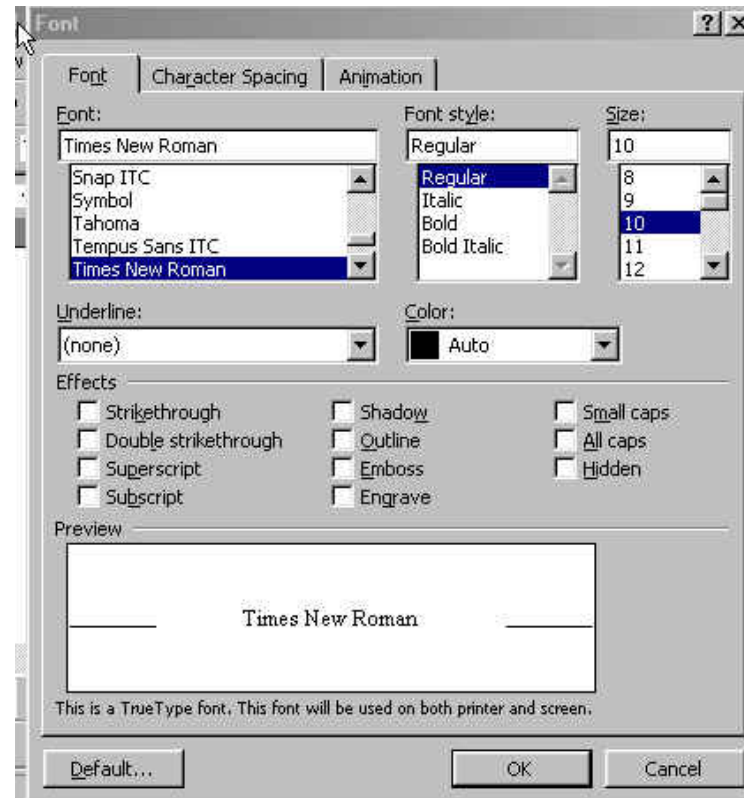 Font
Font Character Spacing Animation
Font: Font style: Size:
Times New Roman Regular 10
Snap ITC Regular 8
Symbol Italic 9
Tahoma Bold 10
Tempus Sans ITC Bold Italic 11
Times New Roman 12
Underline: Color:
(none) Auto
Effects
Strikethrough Shadow Small caps
Double strikethrough Outline All caps
Superscript Emboss Hidden
Subscript Engrave
Preview
Times New Roman
This is a TrueType font. This font will be used on both printer and screen.
Default... OK Cancel